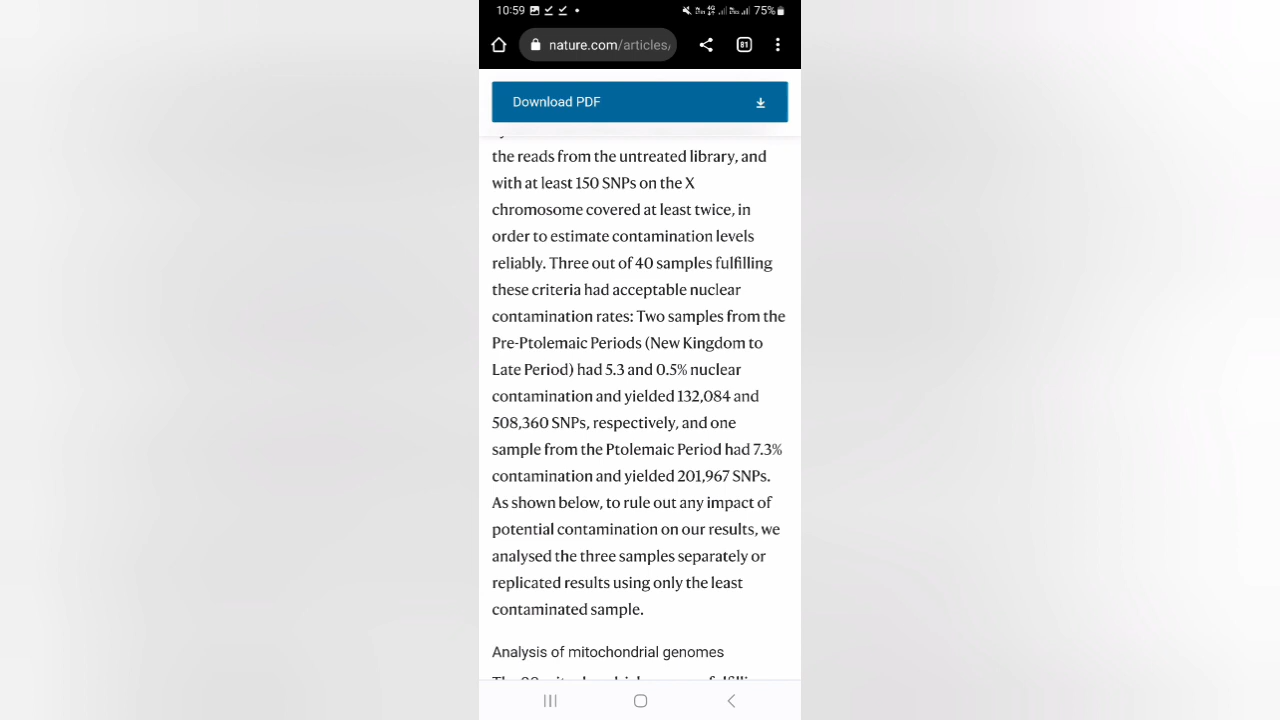 10:59
75%
nature.com/articles/
81
Download PDF
the reads from the untreated library, and
with at least 150 SNPs on the X
chromosome covered at least twice, in
order to estimate contamination levels
reliably. Three out of 40 samples fulfilling
these criteria had acceptable nuclear
contamination rates: Two samples from the
Pre-Ptolemaic Periods (New Kingdom to
Late Period) had 5.3 and 0.5% nuclear
contamination and yielded 132,084 and
508,360 SNPs, respectively, and one
sample from the Ptolemaic Period had 7.3%
contamination and yielded 201,967 SNPs.
As shown below, to rule out any impact of
potential contamination on our results, we
analysed the three samples separately or
replicated results using only the least
contaminated sample.
Analysis of mitochondrial genomes